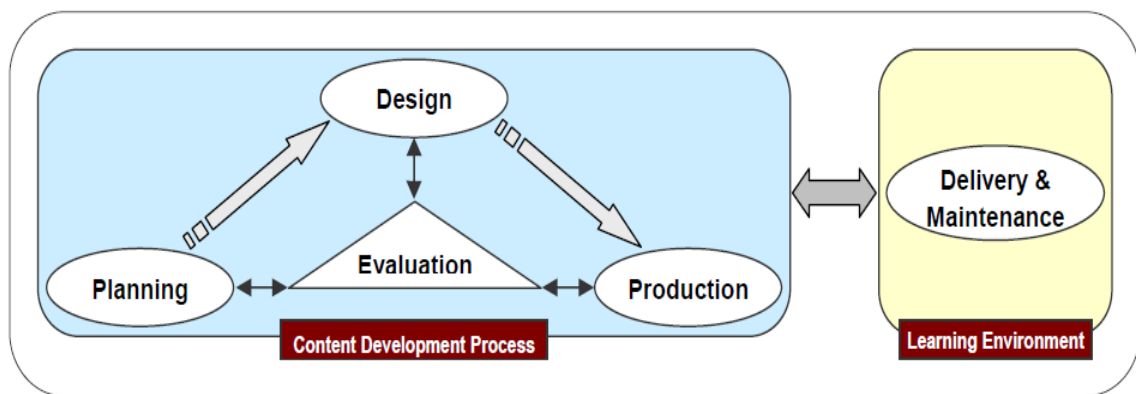 Design
Planning
Evaluation
Production
Content Development Process
Delivery &
Maintenance
Learning Environment